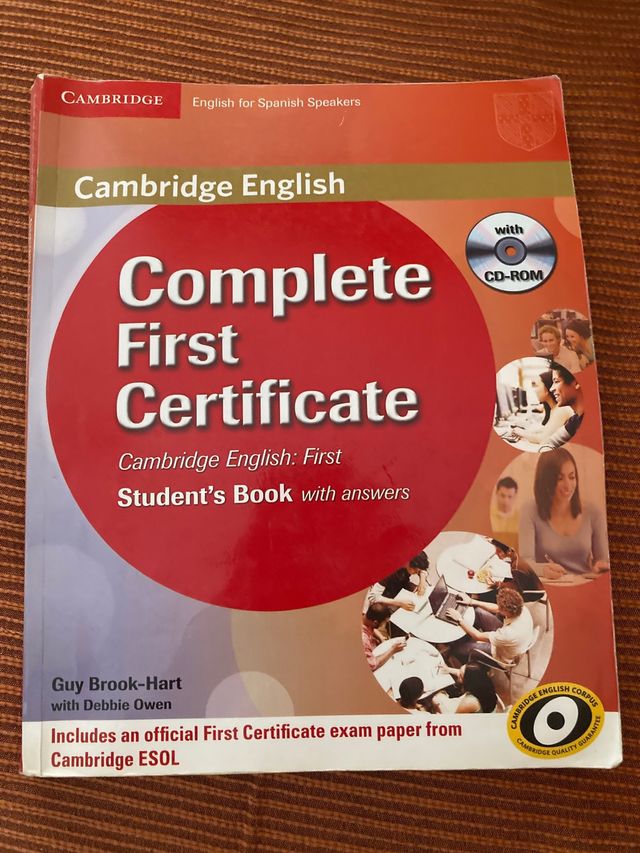 CAMBRIDGE
English for Spanish Speakers
Cambridge English
with
CD-ROM
Complete
First
Certificate
Cambridge English: First
Student's Book with answers
Guy Brook-Hart
with Debbie Owen
CAMBRIDGE ENGLISH CORPUS
CAMBRIDGE QUALITY GUARANTEE
Includes an official First Certificate exam paper from
Cambridge ESOL